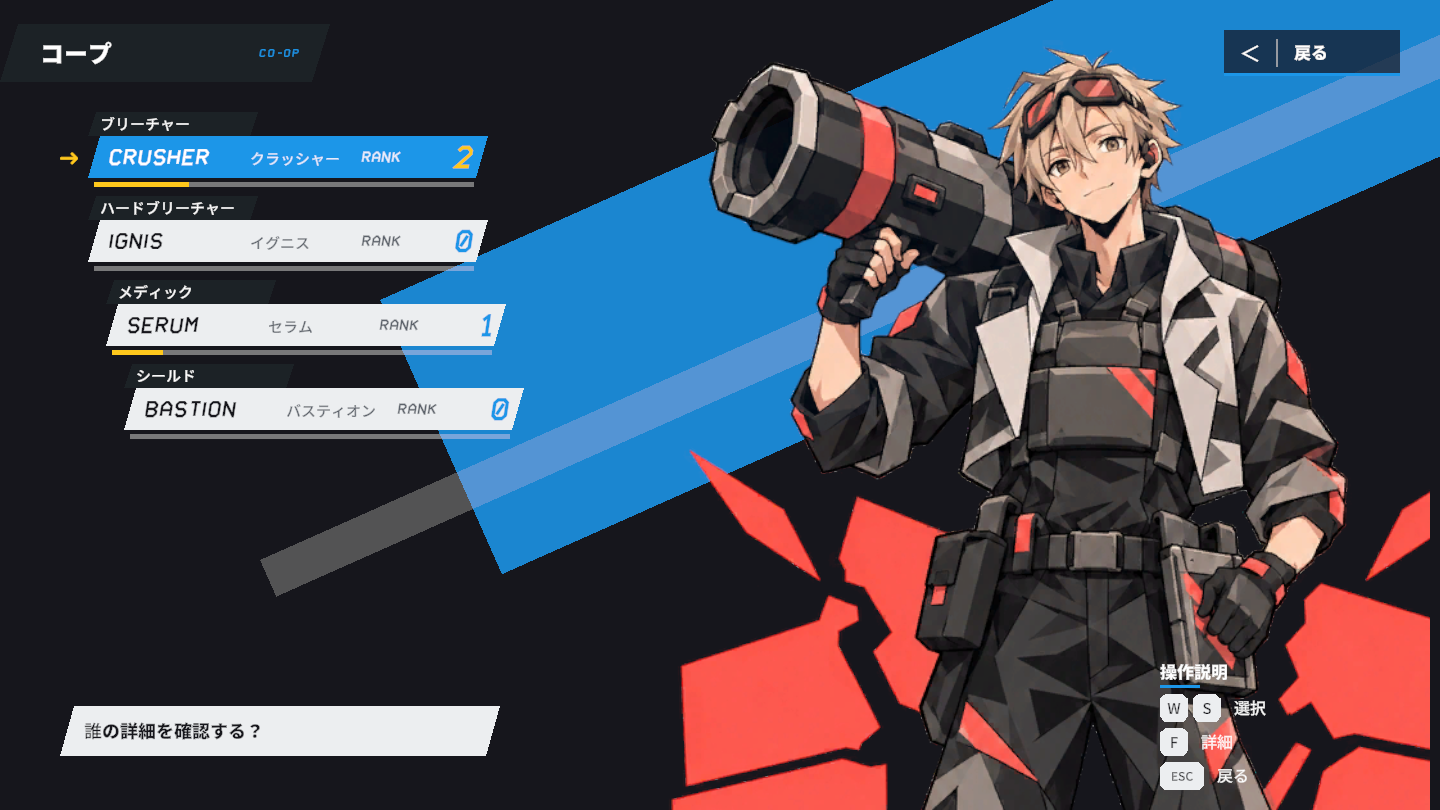 コープ CO-OP
< 戻る
ブリーチャー
CRUSHER クラッシャー RANK 2
ハードブリーチャー
IGNIS イグニス RANK 0
メディック
SERUM セラム RANK 1
シールド
BASTION バスティオン RANK 0
誰の詳細を確認する？
操作説明
W S 選択
F 詳細
ESC 戻る